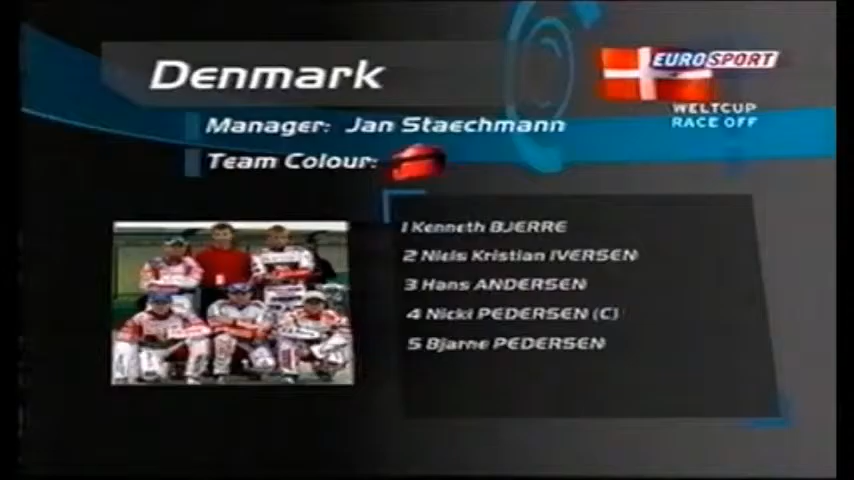 Denmark
EUROSPORT
WELTCUP
RACE OFF
Manager: Jan Staechmann
Team Colour:
1 Kenneth BJERRE
2 Niels Kristian IVERSEN
3 Hans ANDERSEN
4 Nicki PEDERSEN (C)
5 Bjarne PEDERSEN